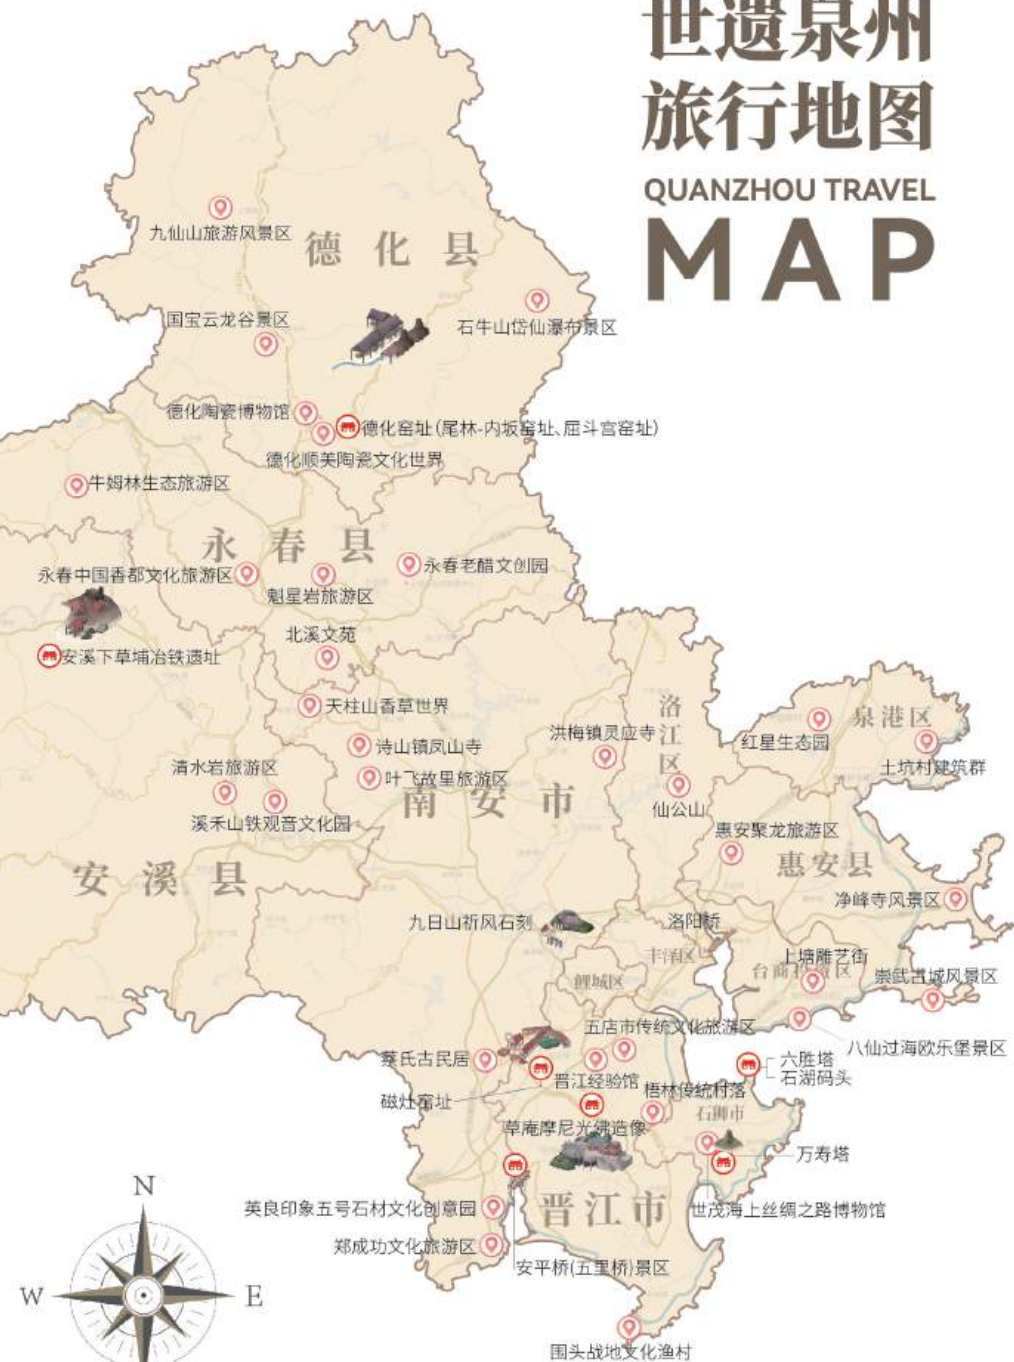 世遗泉州
旅行地图
QUANZHOU TRAVEL
MAP
九仙山旅游风景区
德化县
国宝云龙谷景区
石牛山岱仙瀑布景区
德化陶瓷博物馆
德化窑址(尾林-内坂窑址、屈斗宫窑址)
德化顺美陶瓷文化世界
牛姆林生态旅游区
永春县
永春中国香都文化旅游区
魁星岩旅游区
永春老醋文创园
北溪文苑
安溪下草埔冶铁遗址
天柱山香草世界
洛江区
泉港区
洪梅镇灵应寺
红星生态园
诗山镇凤山寺
土坑村建筑群
清水岩旅游区
叶飞故里旅游区
南安市
仙公山
溪禾山铁观音文化园
惠安聚龙旅游区
惠安县
安溪县
净峰寺风景区
九日山祈风石刻
洛阳桥
丰泽区
上塘雕艺街
台商投资区
鲤城区
崇武古城风景区
五店市传统文化旅游区
八仙过海欧乐堡景区
蔡氏古民居
六胜塔
石湖码头
晋江经验馆
梧林传统村落
磁灶窑址
石狮市
草庵摩尼光佛造像
万寿塔
N
英良印象五号石材文化创意园
晋江市
世茂海上丝绸之路博物馆
郑成功文化旅游区
安平桥(五里桥)景区
W
E
围头战地文化渔村